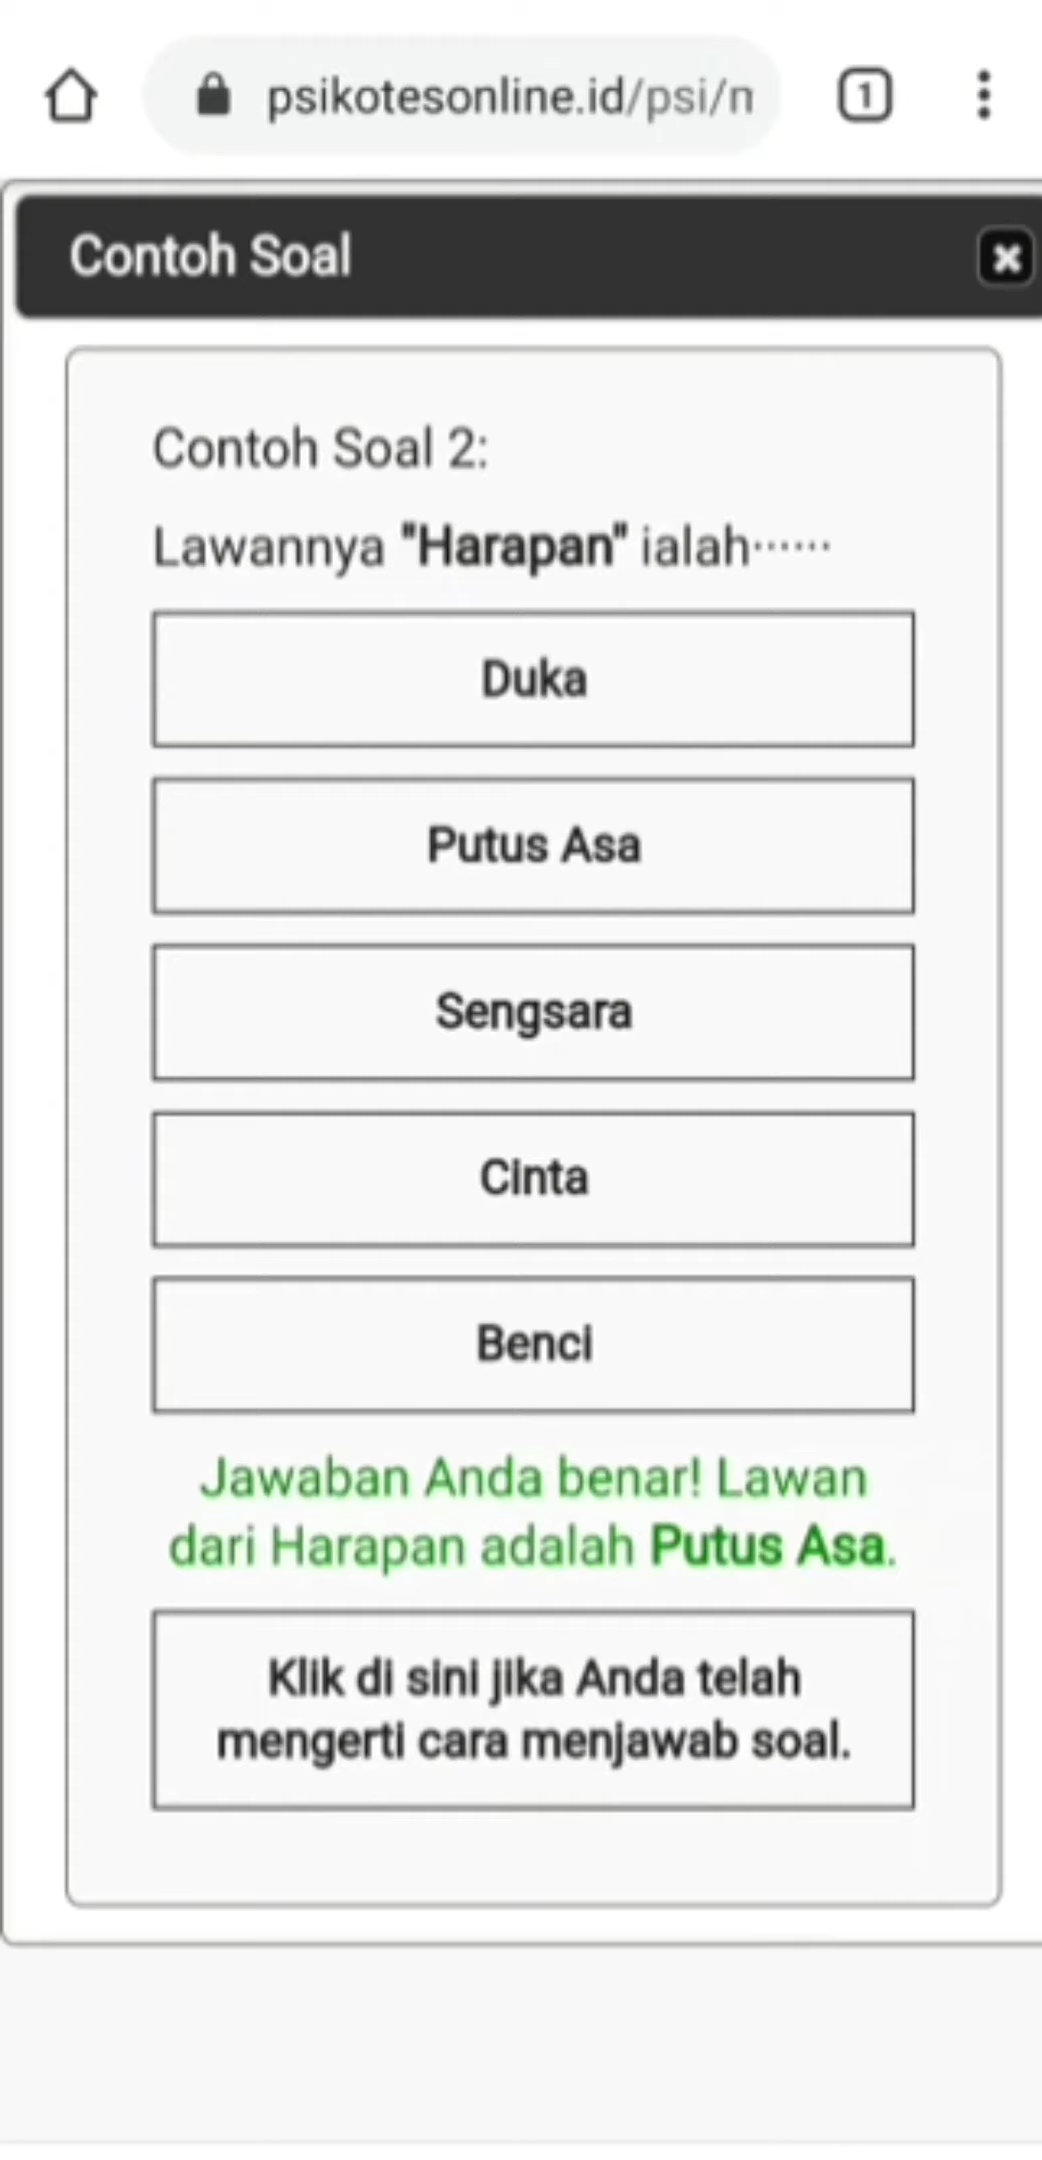 psikotesonline.id/psi/n
1
Contoh Soal
Contoh Soal 2:
Lawannya "Harapan" ialah······
Duka
Putus Asa
Sengsara
Cinta
Benci
Jawaban Anda benar! Lawan
dari Harapan adalah Putus Asa.
Klik di sini jika Anda telah
mengerti cara menjawab soal.